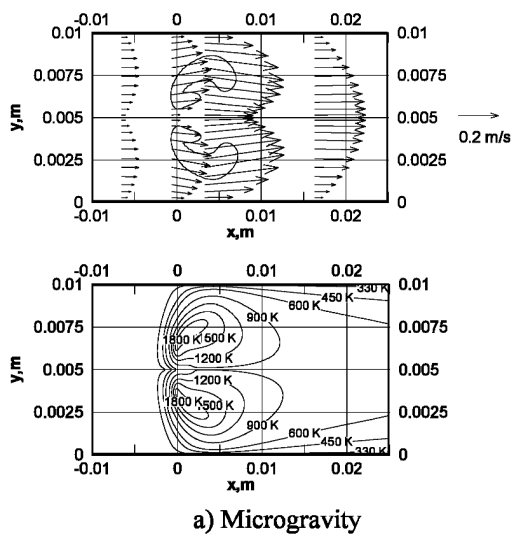 -0.01 0 0.01 0.02
0.01 0.01
0.0075 0.0075
0.005 0.005
0.0025 0.0025
0 0
y,m
-0.01 0 0.01 0.02
x,m
0.2 m/s
-0.01 0 0.01 0.02
0.01 0.01
0.0075 0.0075
0.005 0.005
0.0025 0.0025
0 0
y,m
330 K
450 K
600 K
900 K
1800 K 500 K
1200 K
1200 K
1800 K 500 K
900 K
600 K
450 K
330 K
-0.01 0 0.01 0.02
x,m
a) Microgravity